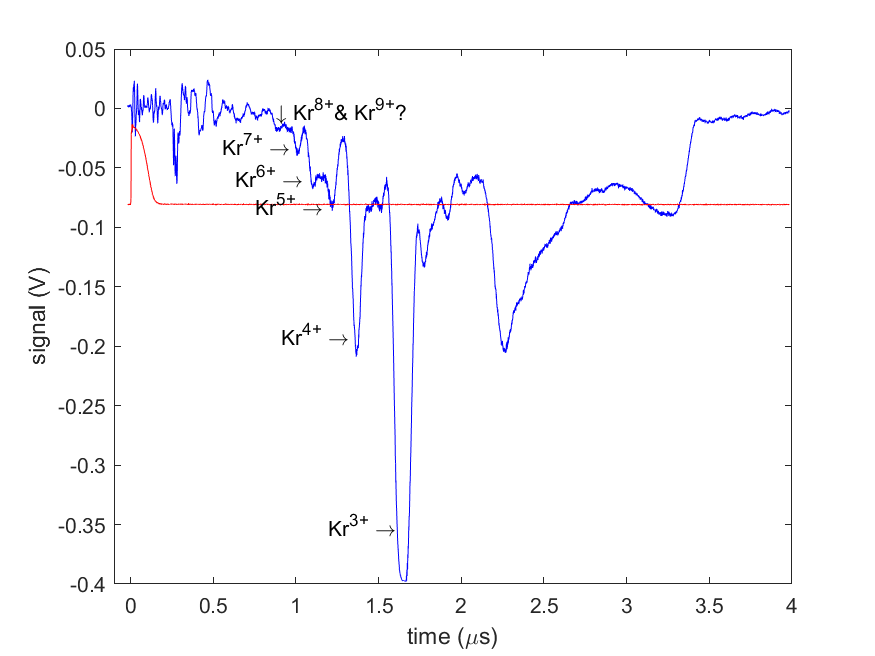 0.05
0
-0.05
-0.1
-0.15
-0.2
-0.25
-0.3
-0.35
-0.4
signal (V)
Kr8+& Kr9+?
Kr7+ →
Kr6+ →
Kr5+ →
Kr4+ →
Kr3+ →
0 0.5 1 1.5 2 2.5 3 3.5 4
time (μs)